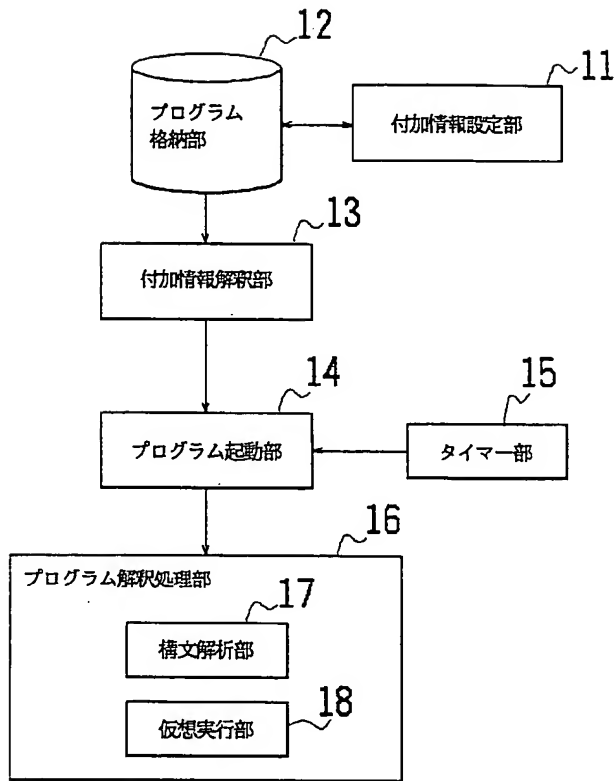 12
プログラム
格納部
11
付加情報設定部
13
付加情報解釈部
14
プログラム起動部
15
タイマー部
16
プログラム解釈処理部
17
構文解析部
18
仮想実行部